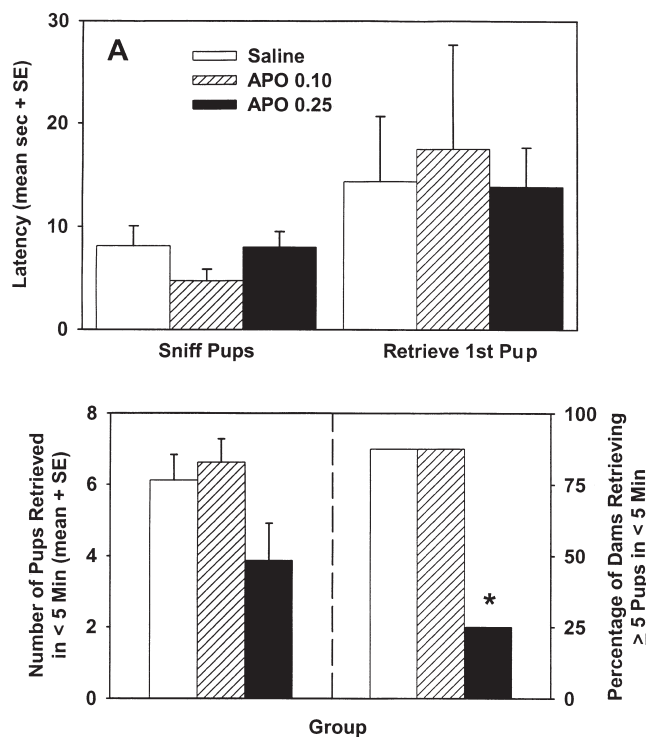 A
Saline
APO 0.10
APO 0.25
Latency (mean sec + SE)
30
20
10
0
Sniff Pups
Retrieve 1st Pup
Number of Pups Retrieved
in < 5 Min (mean + SE)
8
6
4
2
0
*
100
75
50
25
0
Percentage of Dams Retrieving
≥ 5 Pups in < 5 Min
Group